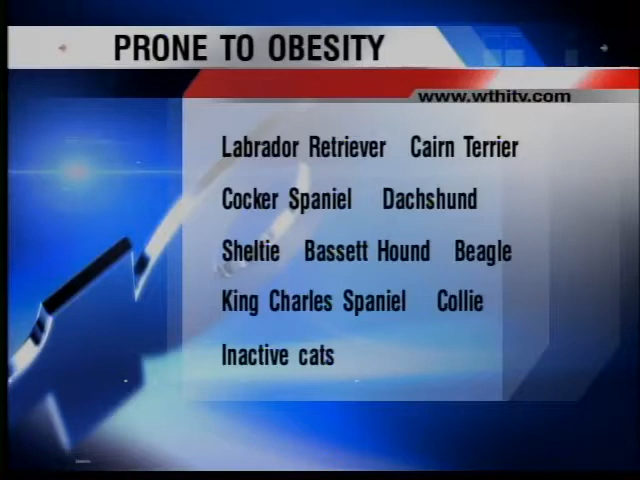 PRONE TO OBESITY
www.wthitv.com
Labrador Retriever Cairn Terrier
Cocker Spaniel Dachshund
Sheltie Bassett Hound Beagle
King Charles Spaniel Collie
Inactive cats